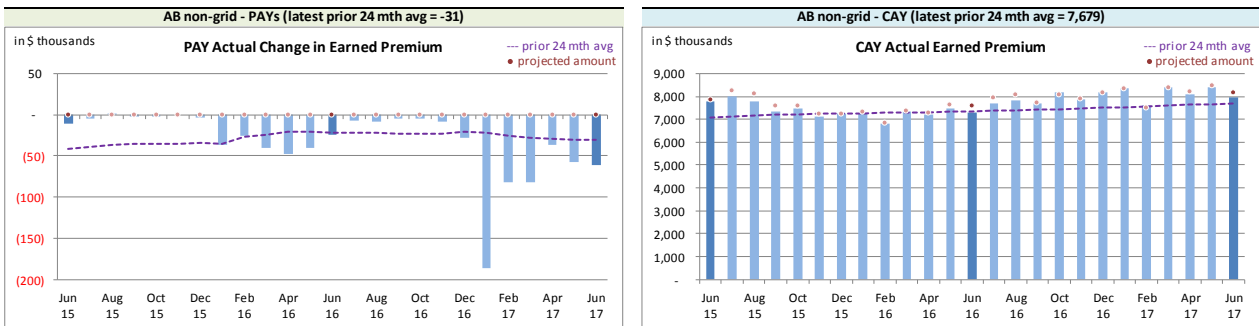 AB non-grid - PAYs (latest prior 24 mth avg = -31)
in $ thousands
PAY Actual Change in Earned Premium
--- prior 24 mth avg
• projected amount
50
-
(50)
(100)
(150)
(200)
Jun 15 Aug 15 Oct 15 Dec 15 Feb 16 Apr 16 Jun 16 Aug 16 Oct 16 Dec 16 Feb 17 Apr 17 Jun 17
AB non-grid - CAY (latest prior 24 mth avg = 7,679)
in $ thousands
CAY Actual Earned Premium
--- prior 24 mth avg
• projected amount
9,000
8,000
7,000
6,000
5,000
4,000
3,000
2,000
1,000
-
Jun 15 Aug 15 Oct 15 Dec 15 Feb 16 Apr 16 Jun 16 Aug 16 Oct 16 Dec 16 Feb 17 Apr 17 Jun 17